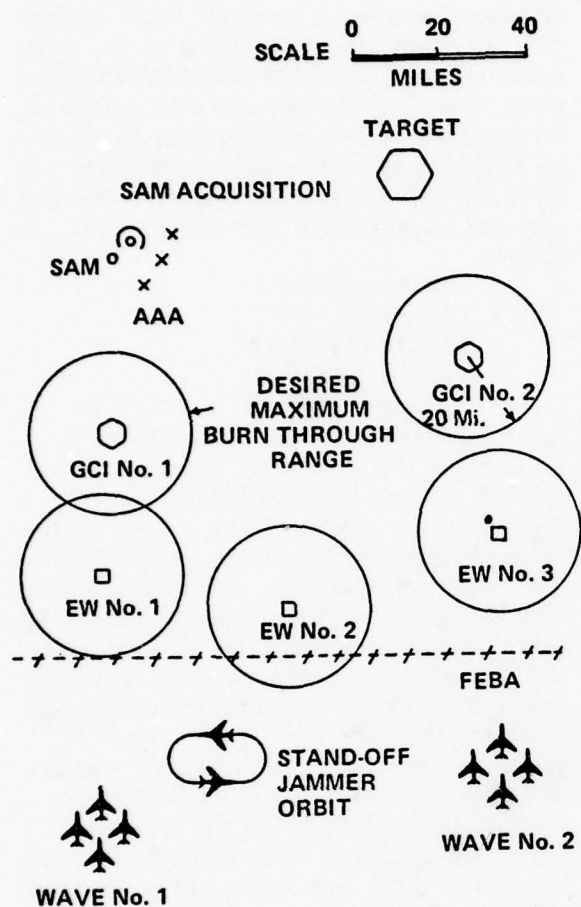 0 20 40
SCALE
MILES
TARGET
SAM ACQUISITION
SAM
AAA
DESIRED
MAXIMUM
BURN THROUGH
RANGE
GCI No. 2
20 Mi.
GCI No. 1
EW No. 1
EW No. 2
EW No. 3
FEBA
STAND-OFF
JAMMER
ORBIT
WAVE No. 2
WAVE No. 1